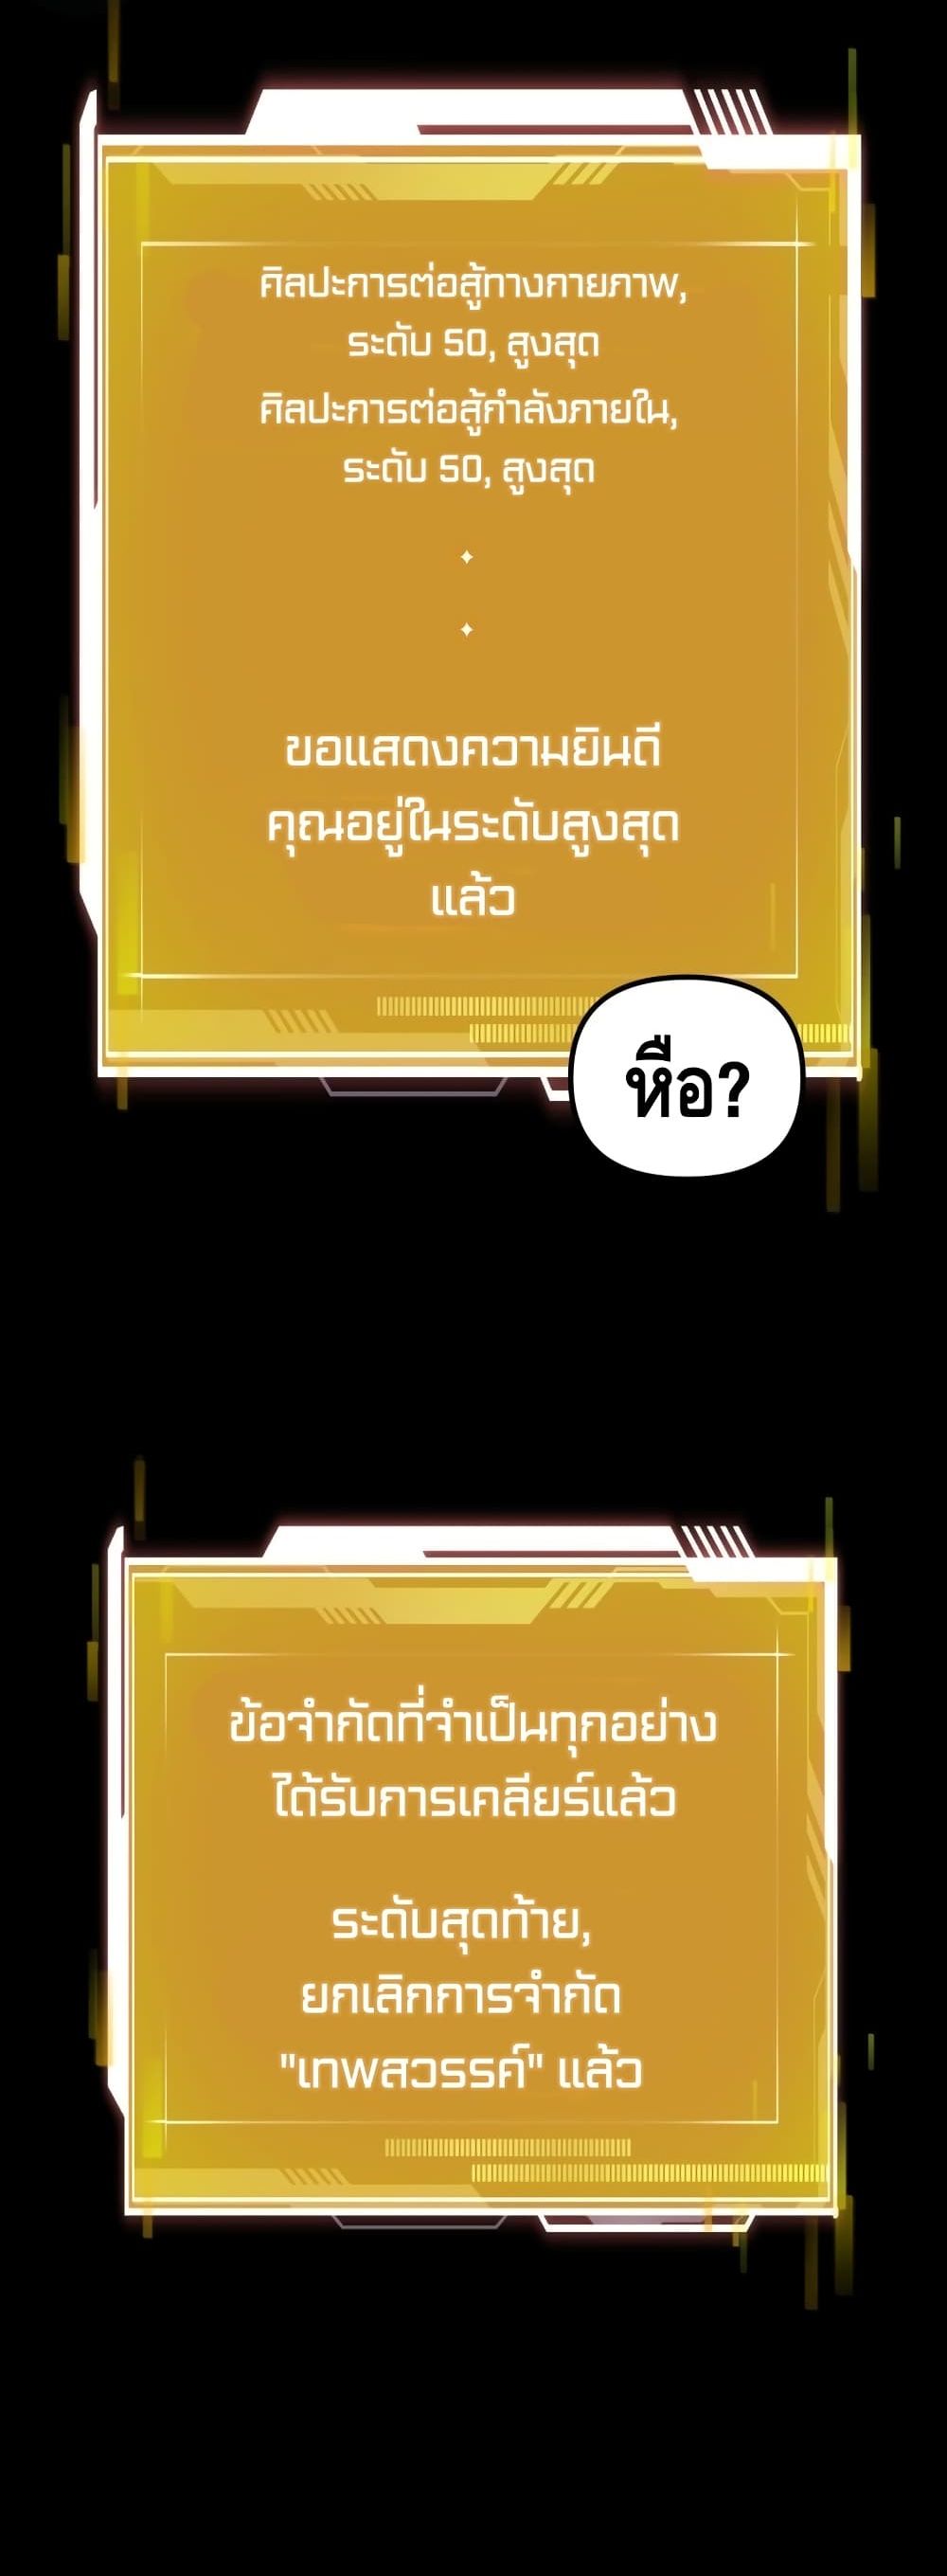 ศิลปะการต่อสู้ทางกายภาพ,
ระดับ 50, สูงสุด
ศิลปะการต่อสู้กำลังภายใน,
ระดับ 50, สูงสุด
ขอแสดงความยินดี
คุณอยู่ในระดับสูงสุด
แล้ว
หือ?
ข้อจำกัดที่จำเป็นทุกอย่าง
ได้รับการเคลียร์แล้ว
ระดับสุดท้าย,
ยกเลิกการจำกัด
"เทพสวรรค์" แล้ว